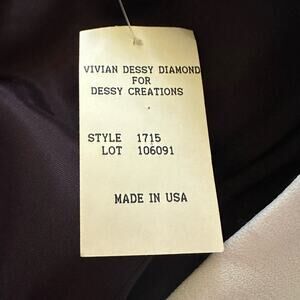 VIVIAN DESSY DIAMOND
FOR
DESSY CREATIONS
STYLE 1715
LOT 106091
MADE IN USA